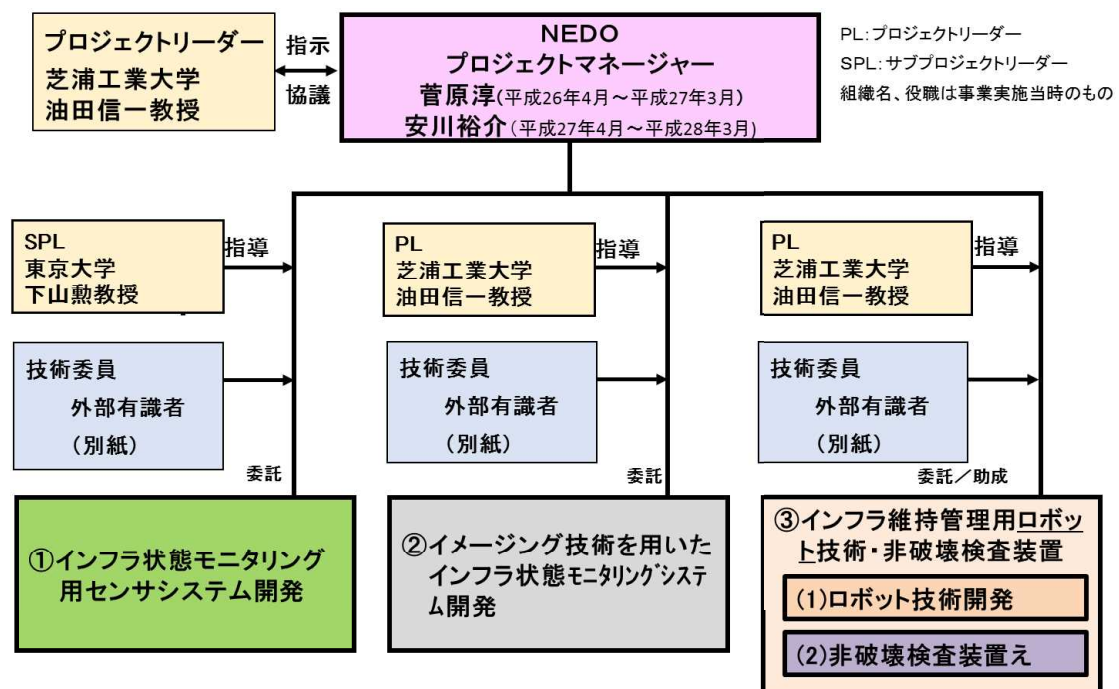 プロジェクトリーダー
芝浦工業大学
油田信一教授
指示
協議
NEDO
プロジェクトマネージャー
菅原淳(平成26年4月～平成27年3月)
安川裕介(平成27年4月～平成28年3月)
PL:プロジェクトリーダー
SPL:サブプロジェクトリーダー
組織名、役職は事業実施当時のもの
SPL
東京大学
下山勲教授
指導
PL
芝浦工業大学
油田信一教授
指導
PL
芝浦工業大学
油田信一教授
指導
技術委員
外部有識者
(別紙)
技術委員
外部有識者
(別紙)
技術委員
外部有識者
(別紙)
委託
委託
委託／助成
①インフラ状態モニタリング
用センサシステム開発
②イメージング技術を用いた
インフラ状態ﾓﾆﾀﾘﾝｸﾞｼｽﾃ
ム開発
③インフラ維持管理用ロボッ
ト技術・非破壊検査装置
(1)ロボット技術開発
(2)非破壊検査装置え